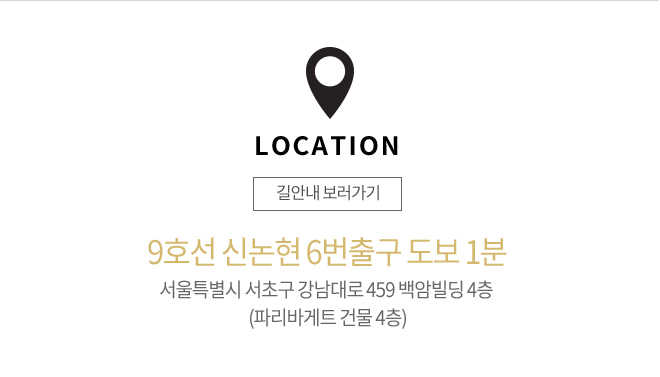 LOCATION
길안내 보러가기
9호선 신논현 6번출구 도보 1분
서울특별시 서초구 강남대로 459 백암빌딩 4층
(파리바게트 건물 4층)